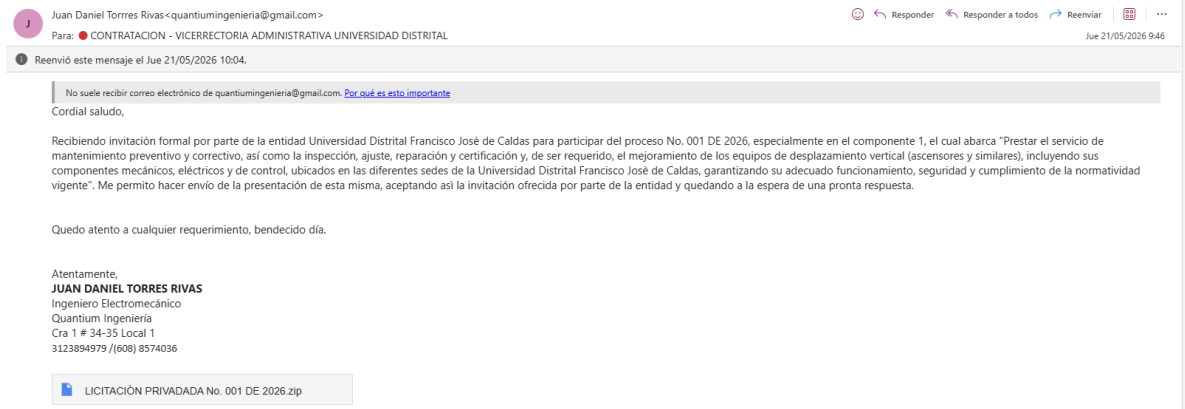 J
Juan Daniel Torrres Rivas<quantiumingenieria@gmail.com>
Responder
Responder a todos
Reenviar
Para: CONTRATACION - VICERRECTORIA ADMINISTRATIVA UNIVERSIDAD DISTRITAL
Jue 21/05/2026 9:46
Reenvió este mensaje el Jue 21/05/2026 10:04.
No suele recibir correo electrónico de quantiumingenieria@gmail.com. Por qué es esto importante
Cordial saludo,
Recibiendo invitaciòn formal por parte de la entidad Universidad Distrital Francisco Josè de Caldas para participar del proceso No. 001 DE 2026, especialmente en el componente 1, el cual abarca "Prestar el servicio de
mantenimiento preventivo y correctivo, así como la inspección, ajuste, reparación y certificación y, de ser requerido, el mejoramiento de los equipos de desplazamiento vertical (ascensores y similares), incluyendo sus
componentes mecánicos, eléctricos y de control, ubicados en las diferentes sedes de la Universidad Distrital Francisco Josè de Caldas, garantizando su adecuado funcionamiento, seguridad y cumplimiento de la normatividad
vigente". Me permito hacer envío de la presentación de esta misma, aceptando asì la invitación ofrecida por parte de la entidad y quedando a la espera de una pronta respuesta.
Quedo atento a cualquier requerimiento, bendecido día.
Atentamente,
JUAN DANIEL TORRES RIVAS
Ingeniero Electromecánico
Quantium Ingeniería
Cra 1 # 34-35 Local 1
3123894979 /(608) 8574036
LICITACIÒN PRIVADADA No. 001 DE 2026.zip